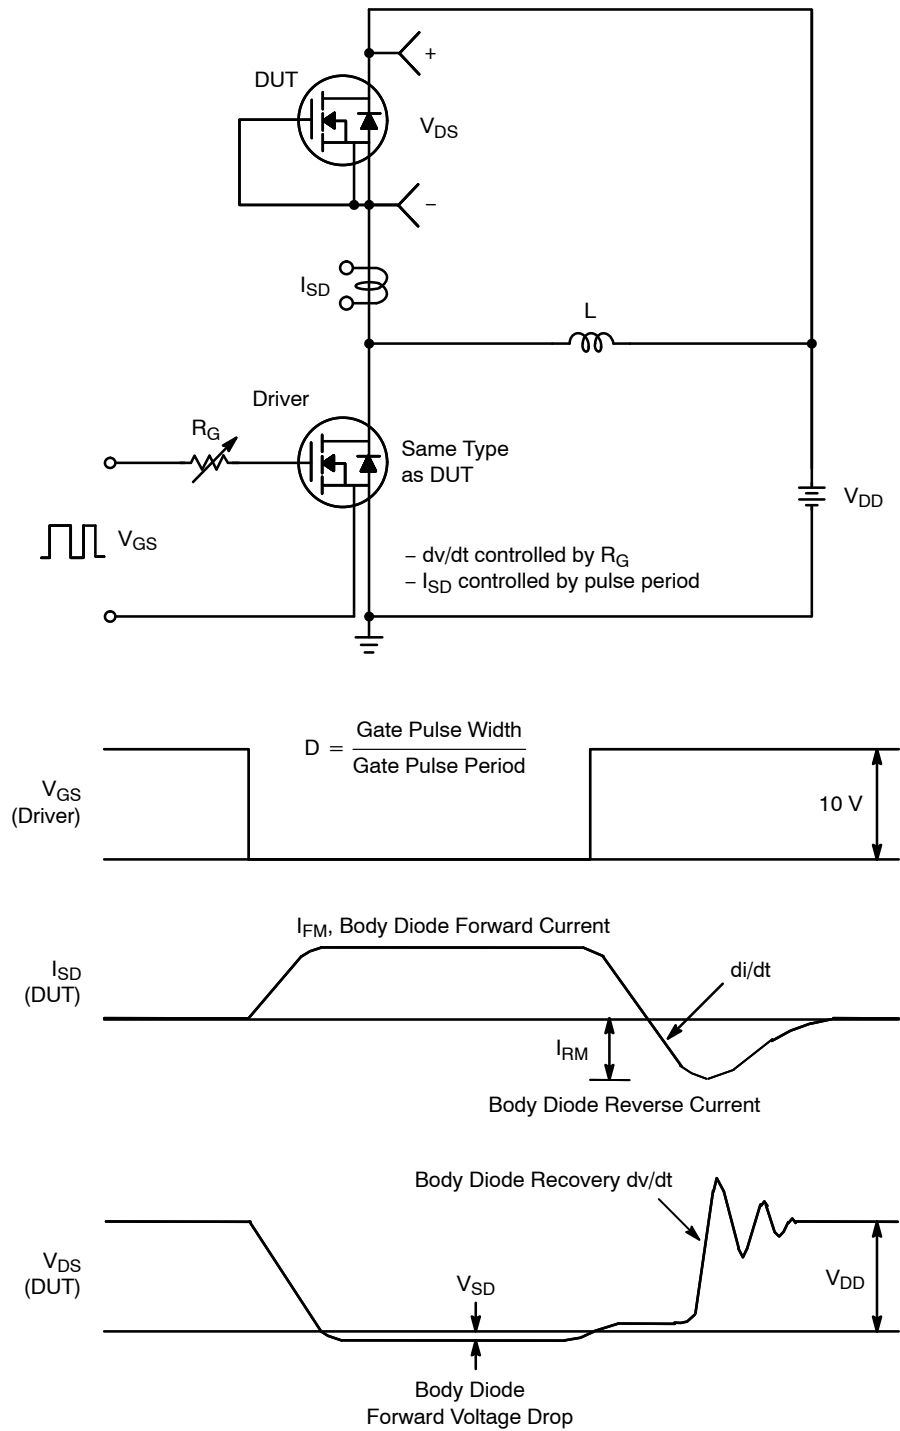 +
DUT
V_DS
−
I_SD
L
Driver
R_G
Same Type
as DUT
V_DD
V_GS
− dv/dt controlled by R_G
− I_SD controlled by pulse period
D = Gate Pulse Width
Gate Pulse Period
V_GS
(Driver)
10 V
I_FM, Body Diode Forward Current
I_SD
(DUT)
di/dt
I_RM
Body Diode Reverse Current
Body Diode Recovery dv/dt
V_DS
(DUT)
V_SD
V_DD
Body Diode
Forward Voltage Drop